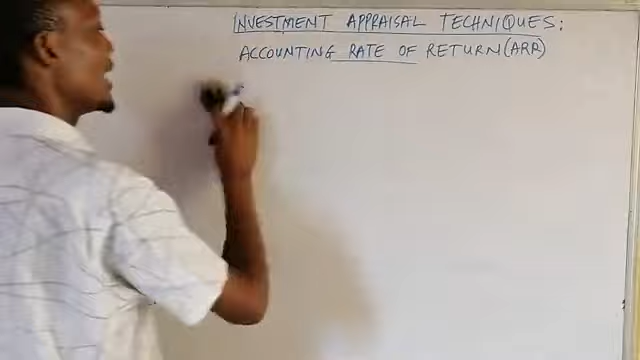 INVESTMENT APPRAISAL TECHNIQUES:
ACCOUNTING RATE OF RETURN(ARR)